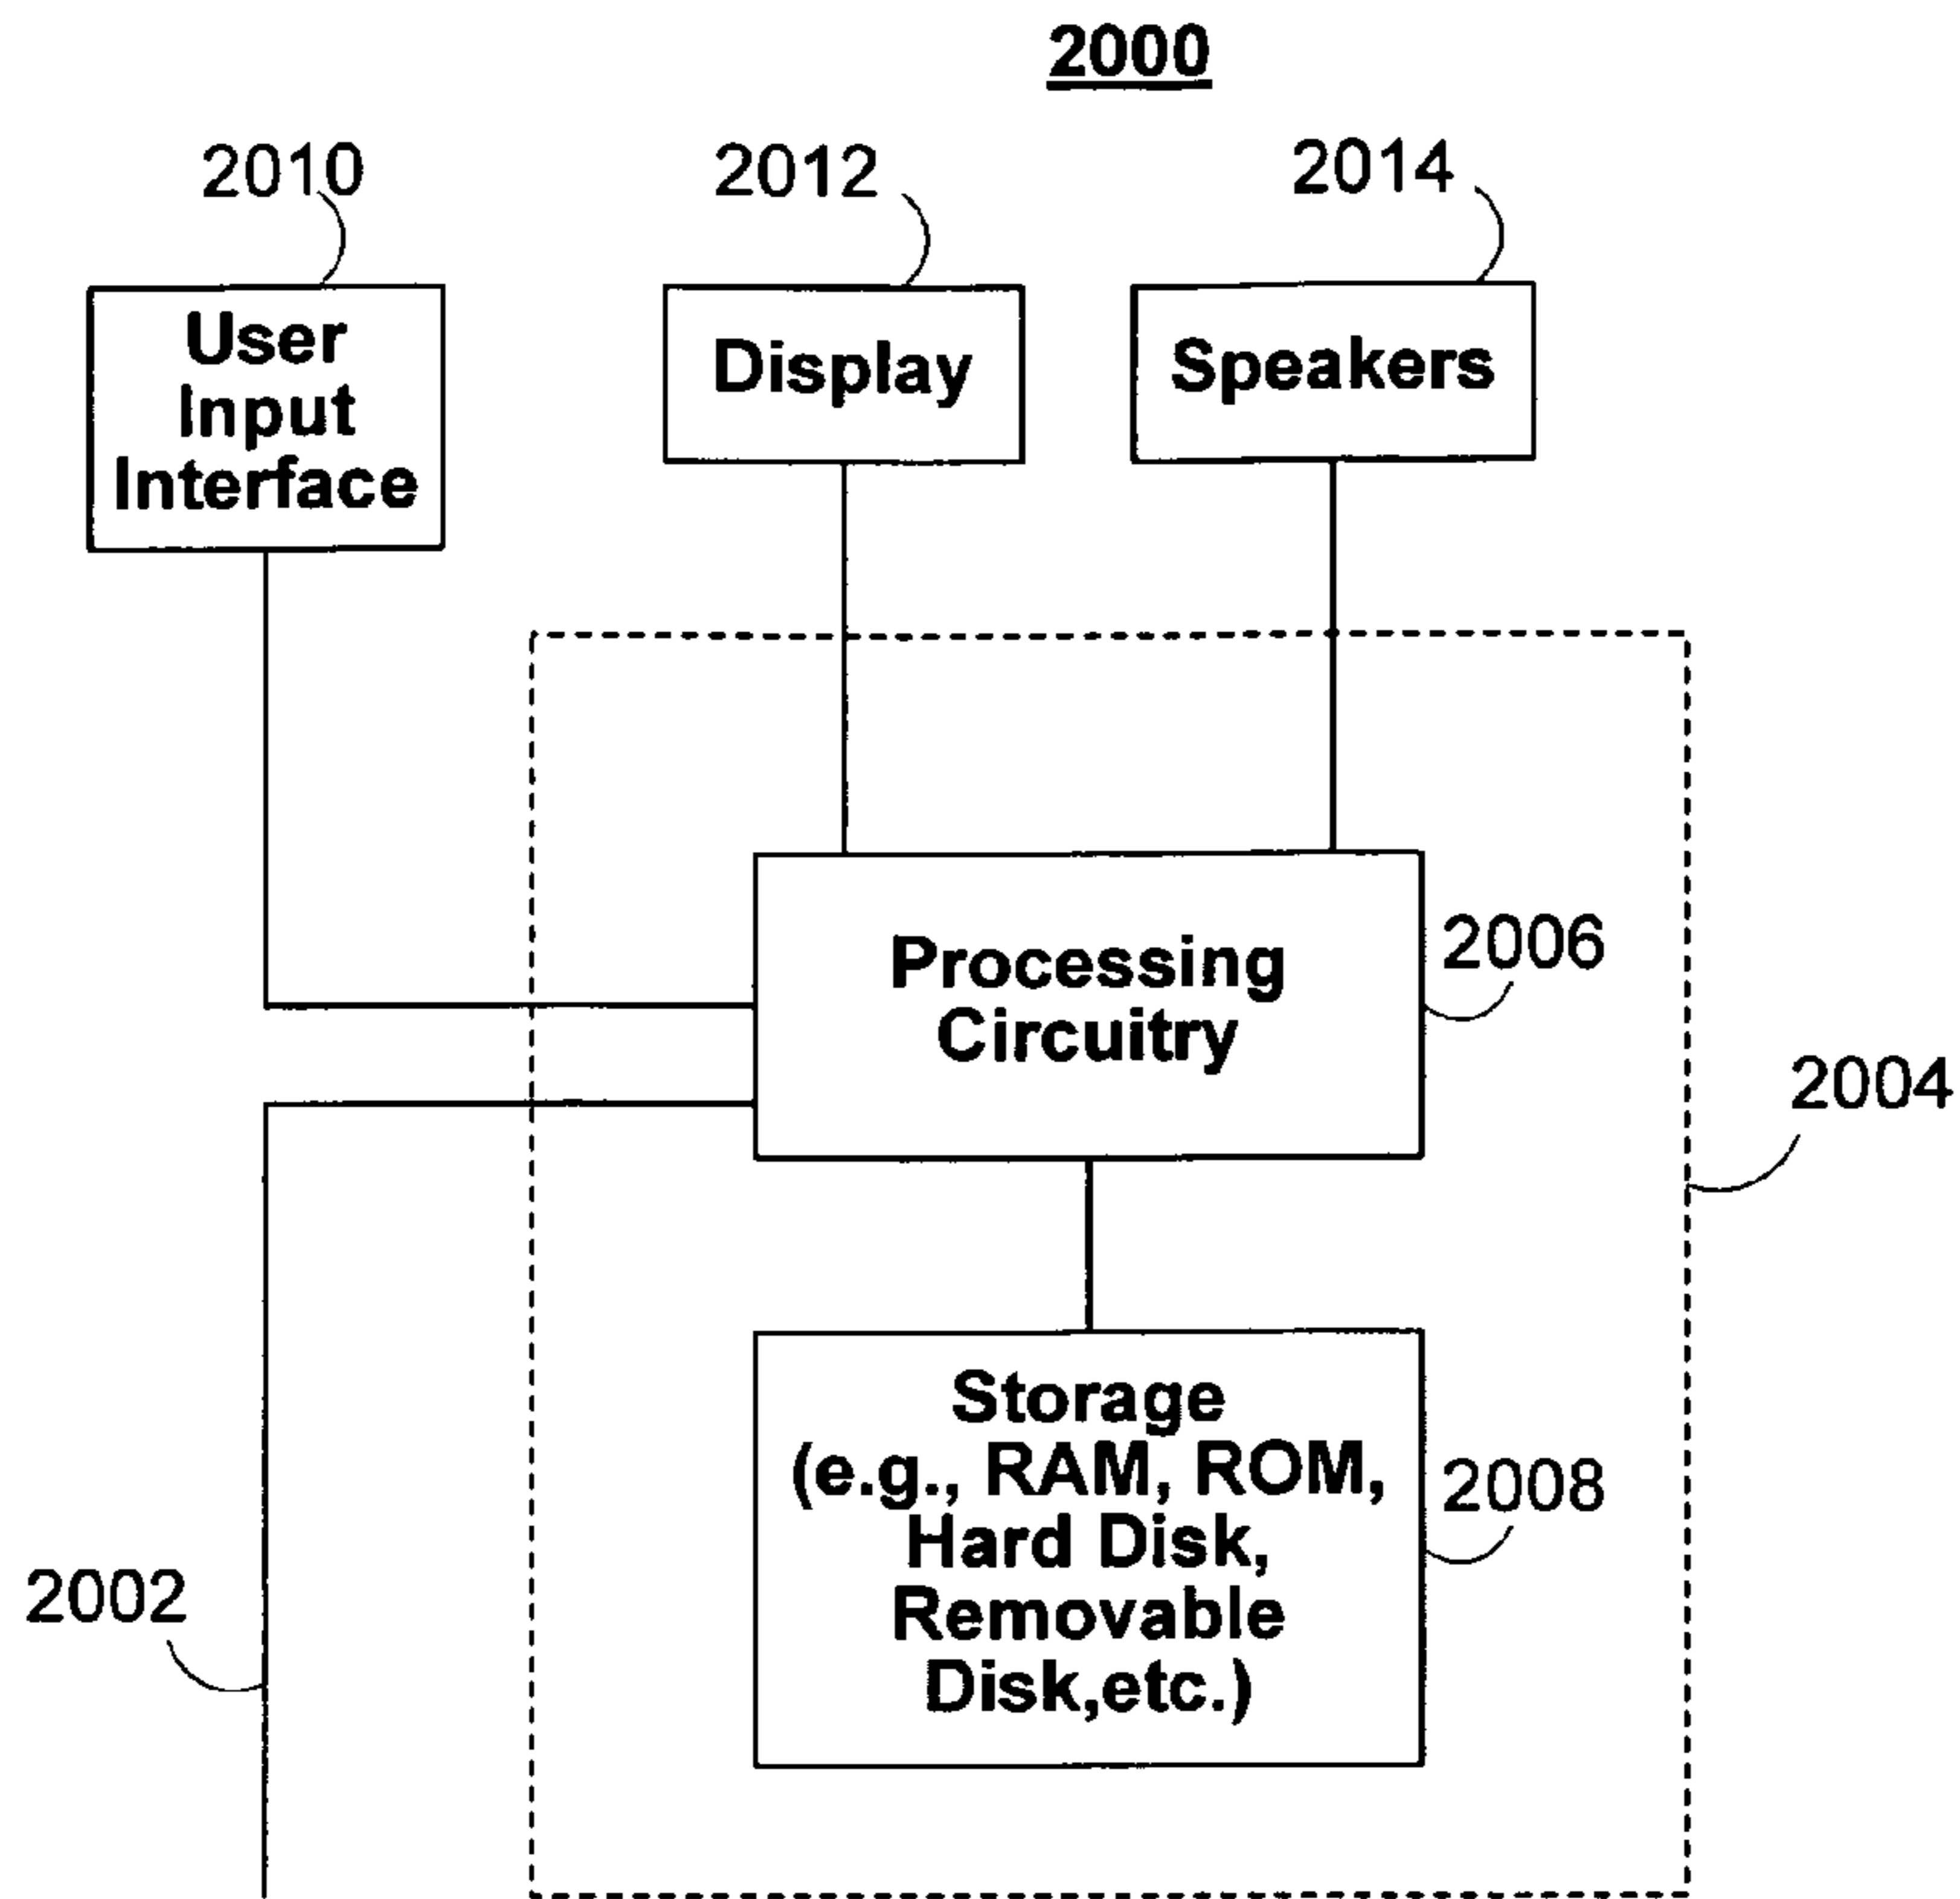 2000
2010
2012
2014
User
Input
Interface
Display
Speakers
Processing
Circuitry
2006
2004
Storage
(e.g., RAM, ROM,
Hard Disk,
Removable
Disk,etc.)
2008
2002